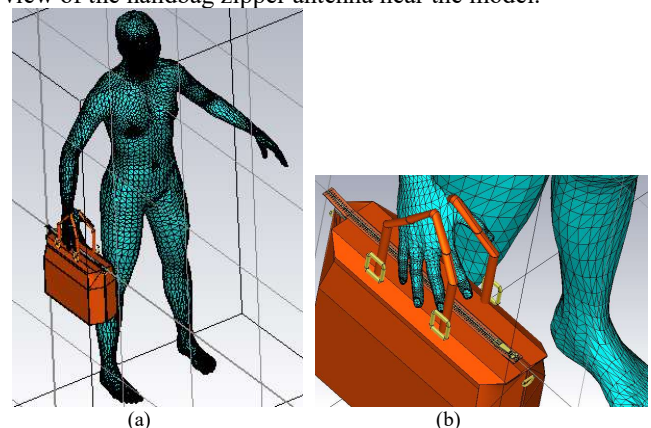 view of the handbag zipper antenna near the model.
(a)
(b)